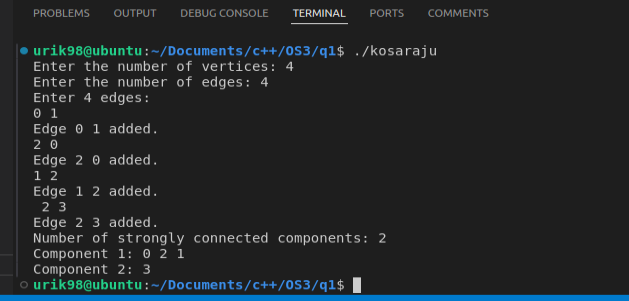 PROBLEMS OUTPUT DEBUG CONSOLE TERMINAL PORTS COMMENTS
urik98@ubuntu:~/Documents/c++/OS3/q1$ ./kosaraju
Enter the number of vertices: 4
Enter the number of edges: 4
Enter 4 edges:
0 1
Edge 0 1 added.
2 0
Edge 2 0 added.
1 2
Edge 1 2 added.
 2 3
Edge 2 3 added.
Number of strongly connected components: 2
Component 1: 0 2 1
Component 2: 3
urik98@ubuntu:~/Documents/c++/OS3/q1$